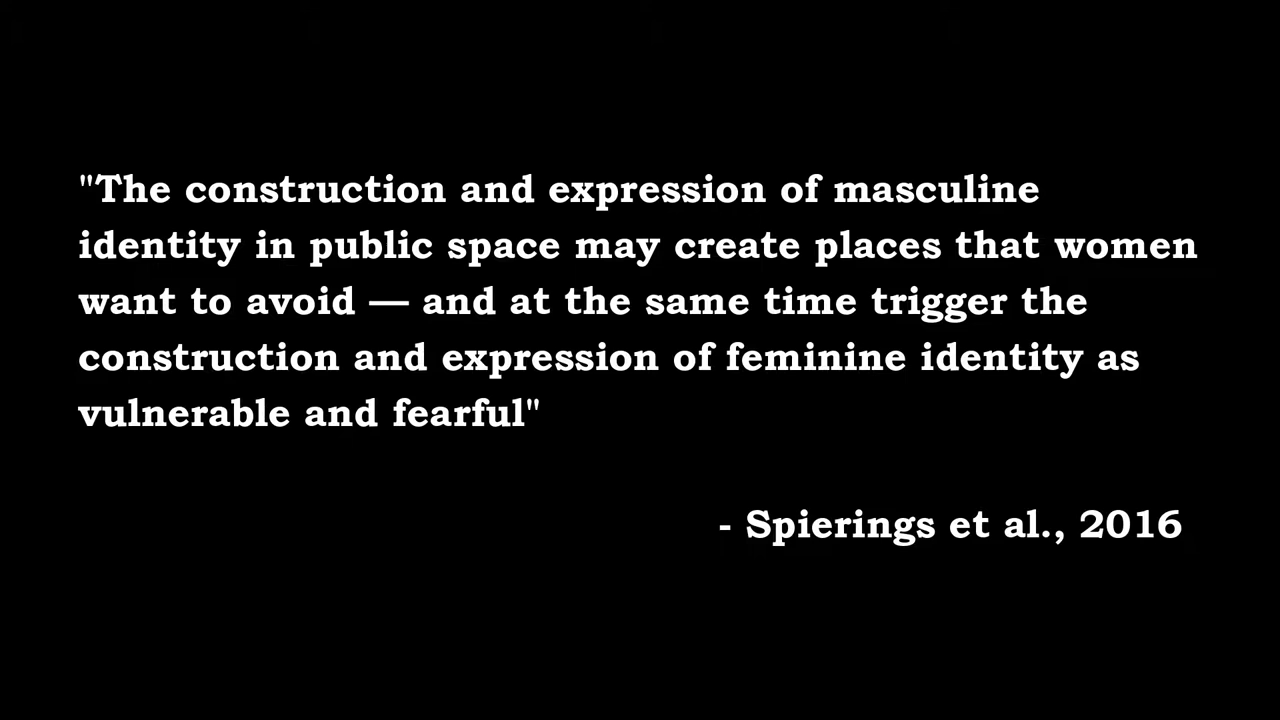 "The construction and expression of masculine
identity in public space may create places that women
want to avoid — and at the same time trigger the
construction and expression of feminine identity as
vulnerable and fearful"
- Spierings et al., 2016